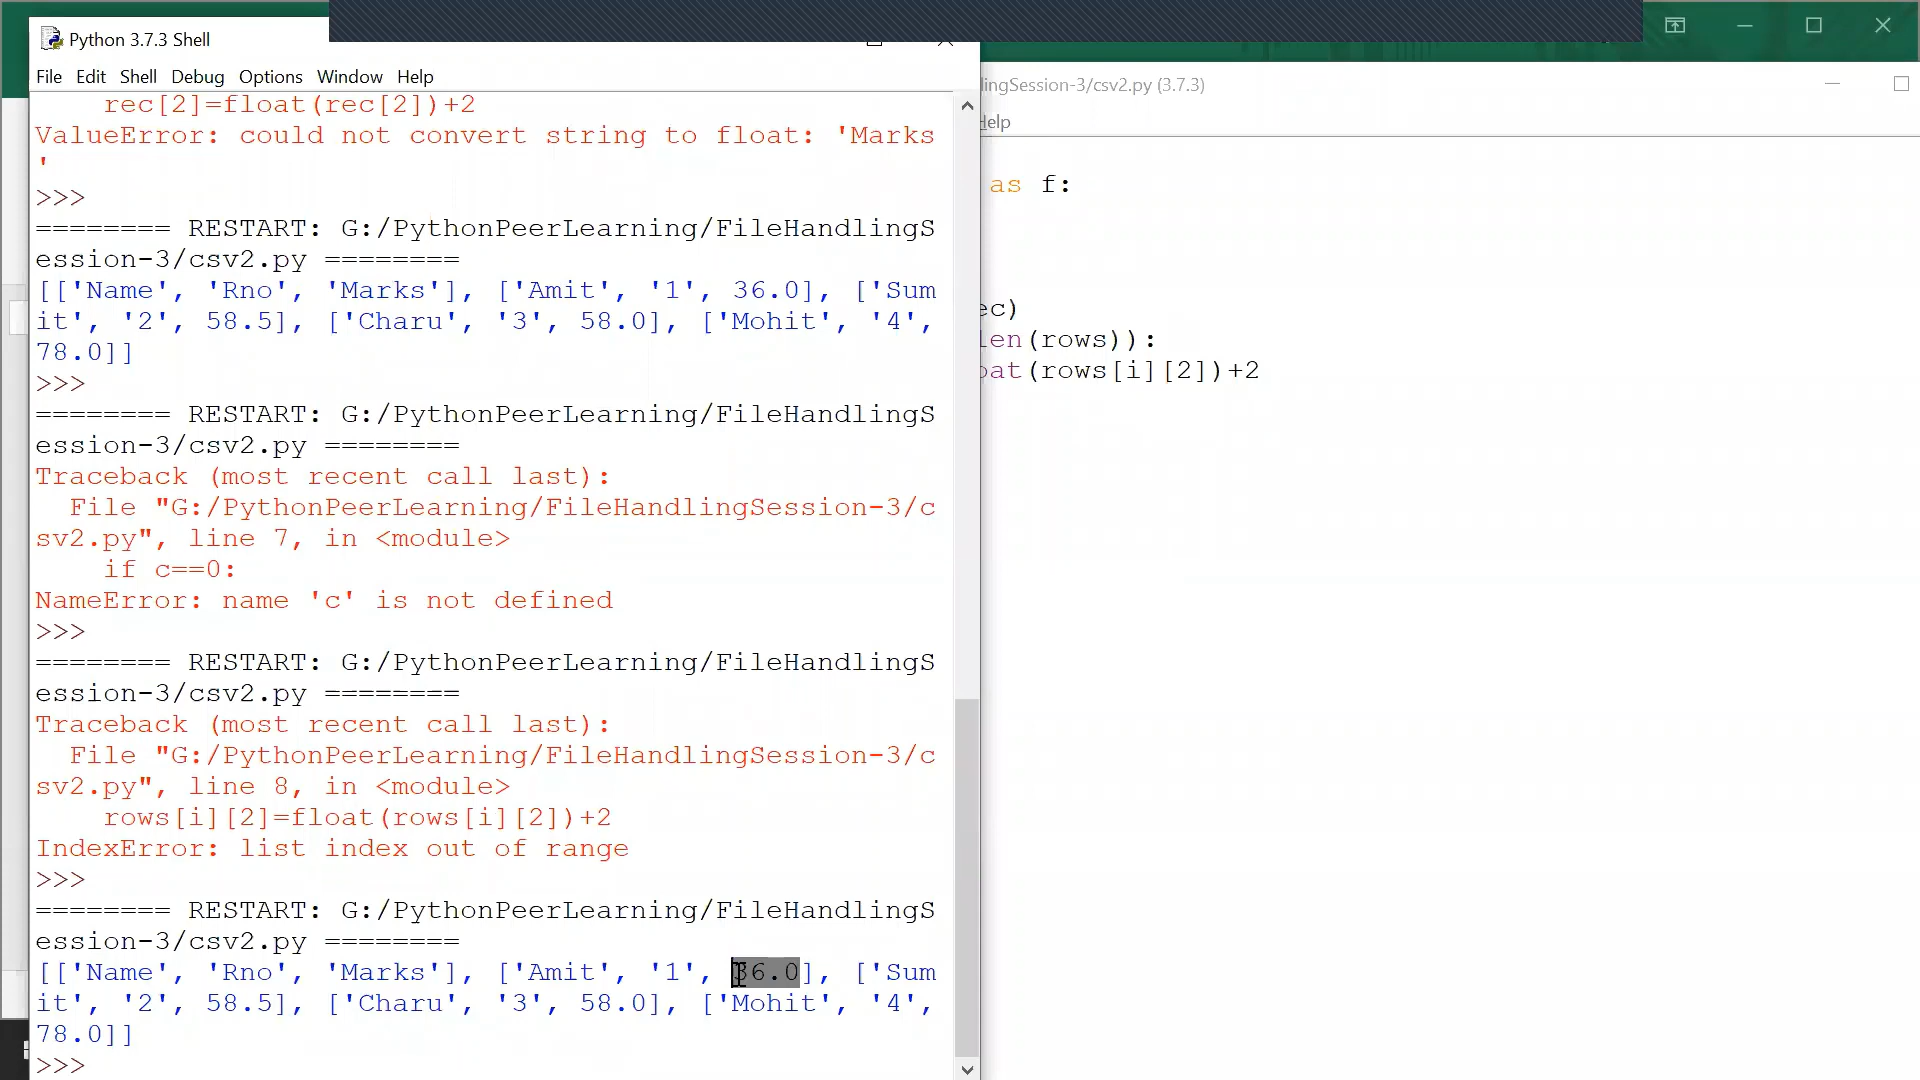 Python 3.7.3 Shell
File Edit Shell Debug Options Window Help
rec[2]=float(rec[2])+2
ValueError: could not convert string to float: 'Marks
'
>>>
======== RESTART: G:/PythonPeerLearning/FileHandlingS
ession-3/csv2.py ========
[['Name', 'Rno', 'Marks'], ['Amit', '1', 36.0], ['Sum
it', '2', 58.5], ['Charu', '3', 58.0], ['Mohit', '4',
78.0]]
>>>
======== RESTART: G:/PythonPeerLearning/FileHandlingS
ession-3/csv2.py ========
Traceback (most recent call last):
File "G:/PythonPeerLearning/FileHandlingSession-3/c
sv2.py", line 7, in <module>
if c==0:
NameError: name 'c' is not defined
>>>
======== RESTART: G:/PythonPeerLearning/FileHandlingS
ession-3/csv2.py ========
Traceback (most recent call last):
File "G:/PythonPeerLearning/FileHandlingSession-3/c
sv2.py", line 8, in <module>
rows[i][2]=float(rows[i][2])+2
IndexError: list index out of range
>>>
======== RESTART: G:/PythonPeerLearning/FileHandlingS
ession-3/csv2.py ========
[['Name', 'Rno', 'Marks'], ['Amit', '1', 36.0], ['Sum
it', '2', 58.5], ['Charu', '3', 58.0], ['Mohit', '4',
78.0]]
>>>
lingSession-3/csv2.py (3.7.3)
Help
as f:
ec)
len(rows)):
oat(rows[i][2])+2